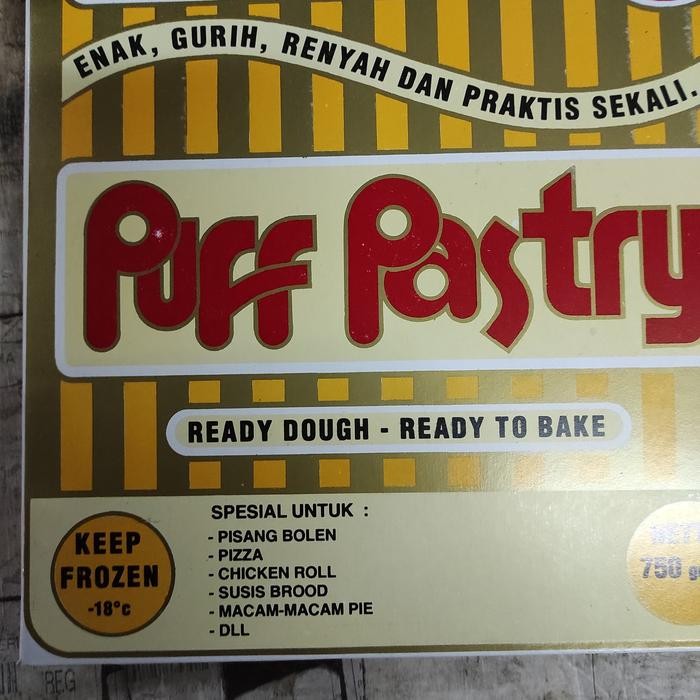 ENAK, GURIH, RENYAH DAN PRAKTIS SEKALI.
Puff Pastry
READY DOUGH - READY TO BAKE
KEEP
FROZEN
-18°c
SPESIAL UNTUK :
- PISANG BOLEN
- PIZZA
- CHICKEN ROLL
- SUSIS BROOD
- MACAM-MACAM PIE
- DLL
750
REG